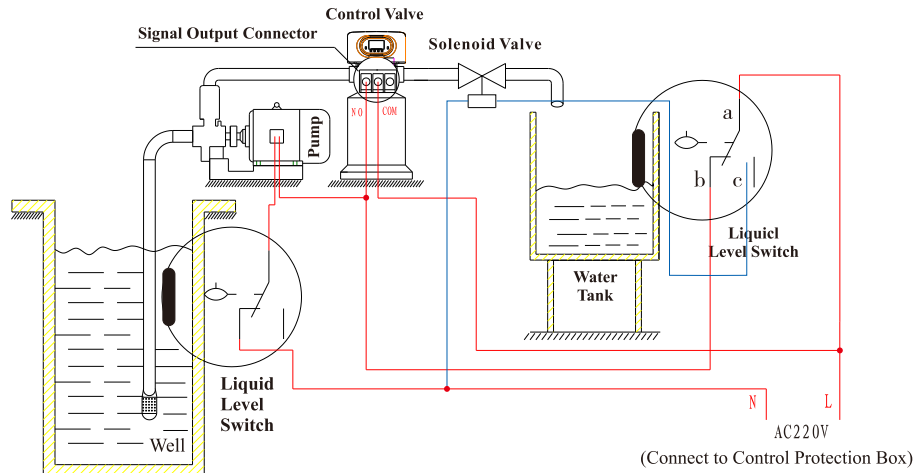 Control Valve
Signal Output Connector
Solenoid Valve
NO
COM
Pump
a
b
c
Liquicl
Level Switch
Water
Tank
Liquid
Level
Switch
Well
N
L
AC220V
(Connect to Control Protection Box)